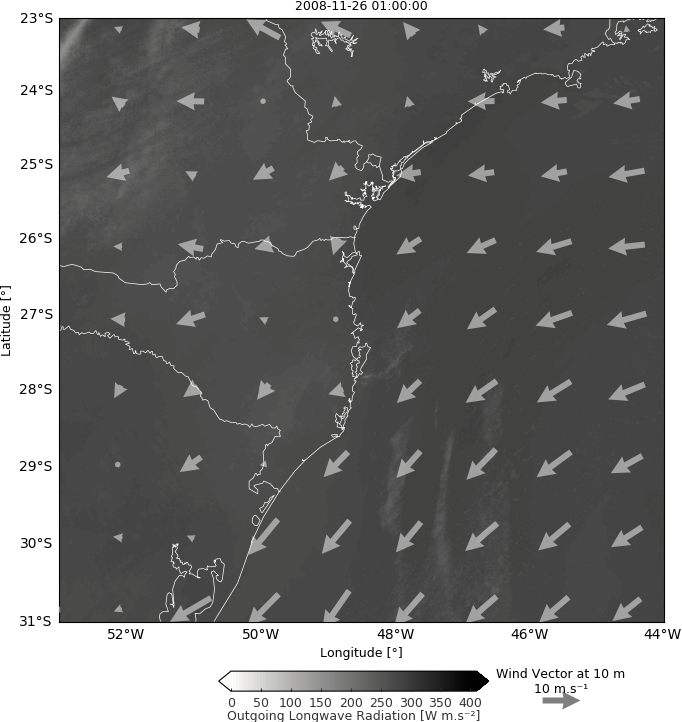 2008-11-26 01:00:00
23°S
24°S
25°S
26°S
27°S
28°S
29°S
30°S
31°S
Latitude [°]
52°W 50°W 48°W 46°W 44°W
Longitude [°]
0 50 100 150 200 250 300 350 400
Outgoing Longwave Radiation [W m.s⁻²]
Wind Vector at 10 m
10 m.s⁻¹